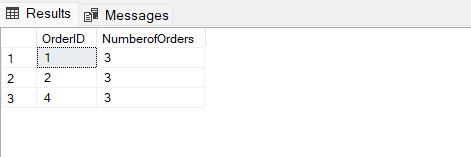 Results Messages
OrderID NumberofOrders
1 1 3
2 2 3
3 4 3